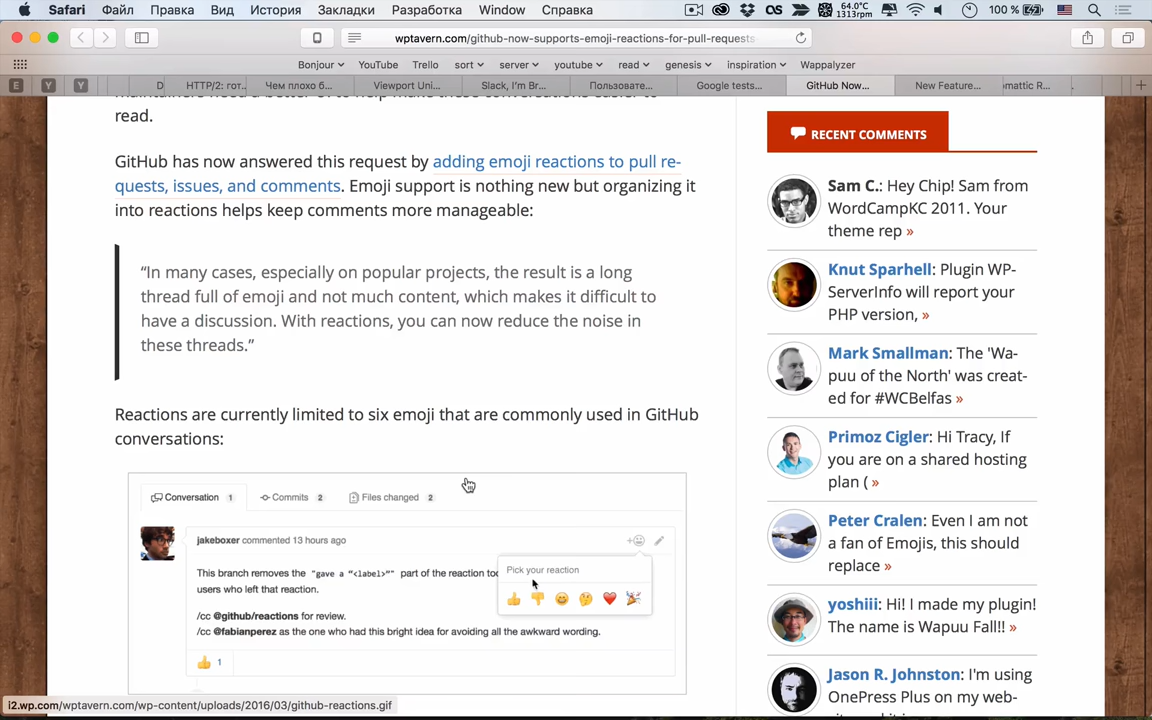 Safari Файл Правка Вид История Закладки Разработка Window Справка 64.0°C 1313rpm 100 %
wptavern.com/github-now-supports-emoji-reactions-for-pull-requests-
Bonjour YouTube Trello sort server youtube read genesis inspiration Wappalyzer
E Y Y D HTTP/2: гот... Чем плохо б... Viewport Uni... Slack, I'm Br... Пользовате... Google tests... GitHub Now... New Feature... omattic R...
read.
GitHub has now answered this request by adding emoji reactions to pull re-
quests, issues, and comments. Emoji support is nothing new but organizing it
into reactions helps keep comments more manageable:
“In many cases, especially on popular projects, the result is a long
thread full of emoji and not much content, which makes it difficult to
have a discussion. With reactions, you can now reduce the noise in
these threads.”
Reactions are currently limited to six emoji that are commonly used in GitHub
conversations:
Conversation 1 Commits 2 Files changed 2
jakeboxer commented 13 hours ago
Pick your reaction
This branch removes the "gave a “<label>”" part of the reaction
users who left that reaction.
/cc @github/reactions for review.
/cc @fabianperez as the one who had this bright idea for avoiding all the awkward wording.
👍 1
i2.wp.com/wptavern.com/wp-content/uploads/2016/03/github-reactions.gif
RECENT COMMENTS
Sam C.: Hey Chip! Sam from
WordCampKC 2011. Your
theme rep »
Knut Sparhell: Plugin WP-
ServerInfo will report your
PHP version, »
Mark Smallman: The 'Wa-
puu of the North' was creat-
ed for #WCBelfas »
Primoz Cigler: Hi Tracy, If
you are on a shared hosting
plan ( »
Peter Cralen: Even I am not
a fan of Emojis, this should
replace »
yoshiii: Hi! I made my plugin!
The name is Wapuu Fall!! »
Jason R. Johnston: I'm using
OnePress Plus on my web-